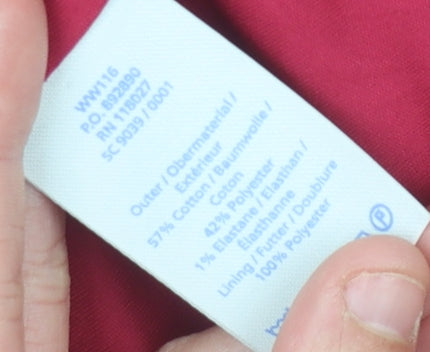 WW116
P.O. 892890
RN 118027
SC 9039 / 0001
Outer / Obermaterial /
Extérieur
57% Cotton / Baumwolle /
Coton
42% Polyester
1% Elastane / Elasthan /
Elasthanne
Lining / Futter / Doublure
100% Polyester
P